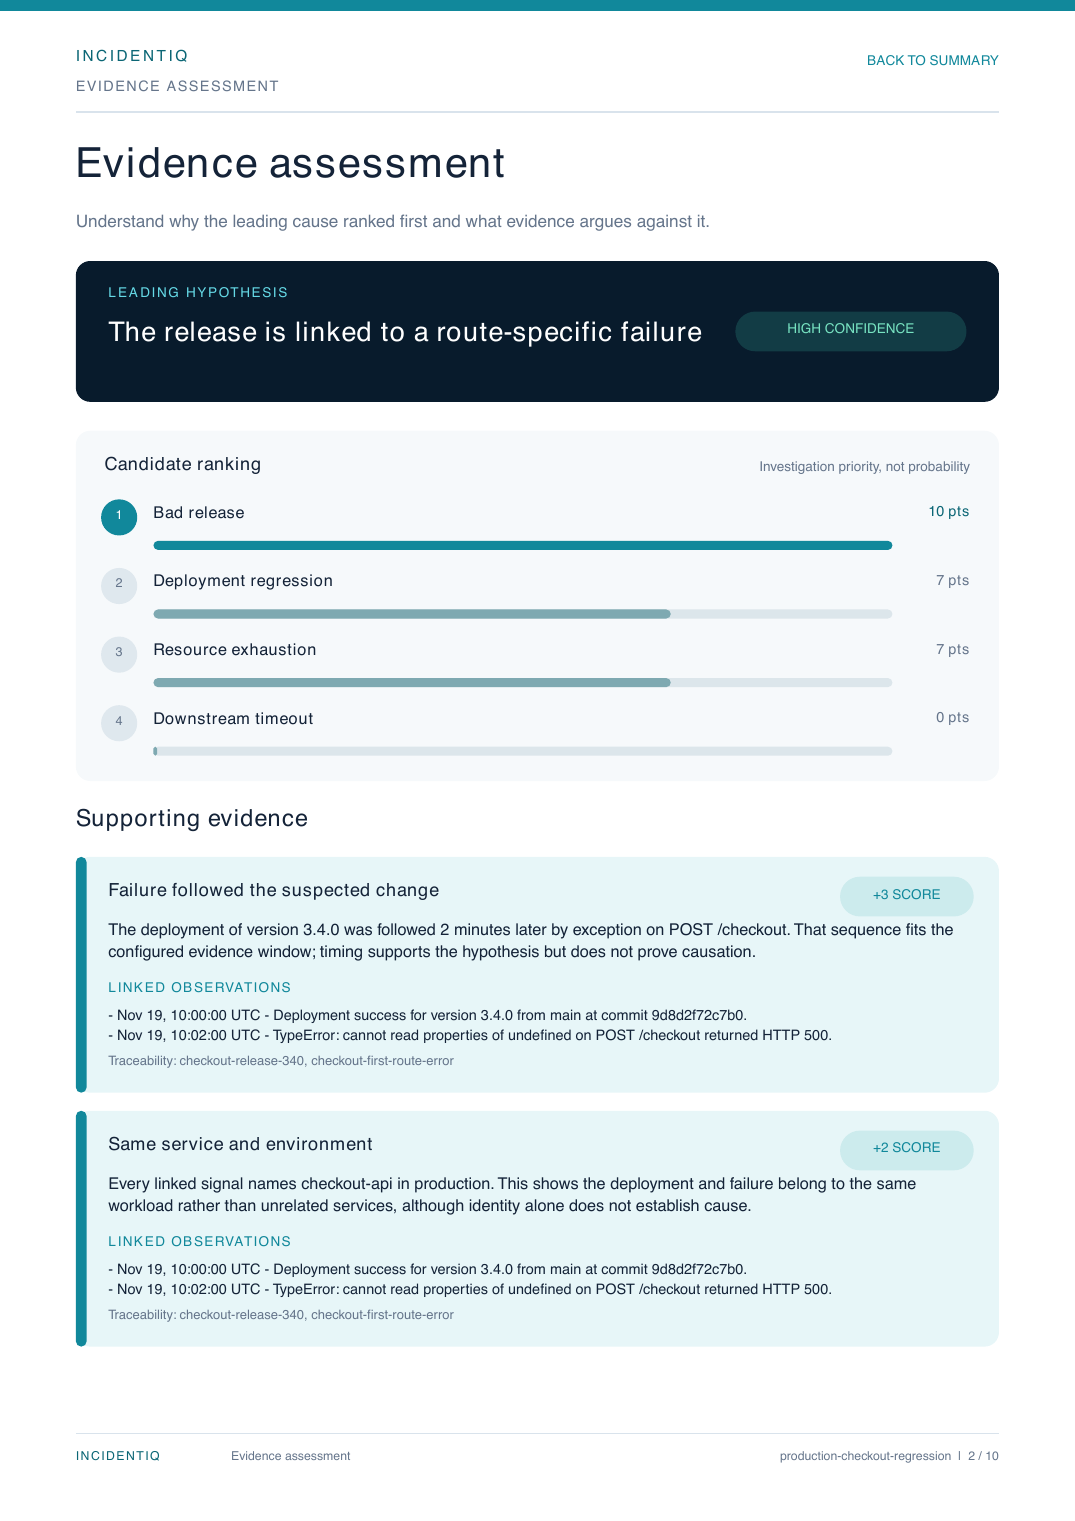 INCIDENTIQ
BACK TO SUMMARY
EVIDENCE ASSESSMENT
Evidence assessment
Understand why the leading cause ranked first and what evidence argues against it.
LEADING HYPOTHESIS
The release is linked to a route-specific failure
HIGH CONFIDENCE
Candidate ranking
Investigation priority, not probability
1 Bad release 10 pts
2 Deployment regression 7 pts
3 Resource exhaustion 7 pts
4 Downstream timeout 0 pts
Supporting evidence
Failure followed the suspected change
+3 SCORE
The deployment of version 3.4.0 was followed 2 minutes later by exception on POST /checkout. That sequence fits the
configured evidence window; timing supports the hypothesis but does not prove causation.
LINKED OBSERVATIONS
- Nov 19, 10:00:00 UTC - Deployment success for version 3.4.0 from main at commit 9d8d2f72c7b0.
- Nov 19, 10:02:00 UTC - TypeError: cannot read properties of undefined on POST /checkout returned HTTP 500.
Traceability: checkout-release-340, checkout-first-route-error
Same service and environment
+2 SCORE
Every linked signal names checkout-api in production. This shows the deployment and failure belong to the same
workload rather than unrelated services, although identity alone does not establish cause.
LINKED OBSERVATIONS
- Nov 19, 10:00:00 UTC - Deployment success for version 3.4.0 from main at commit 9d8d2f72c7b0.
- Nov 19, 10:02:00 UTC - TypeError: cannot read properties of undefined on POST /checkout returned HTTP 500.
Traceability: checkout-release-340, checkout-first-route-error
INCIDENTIQ Evidence assessment production-checkout-regression | 2 / 10